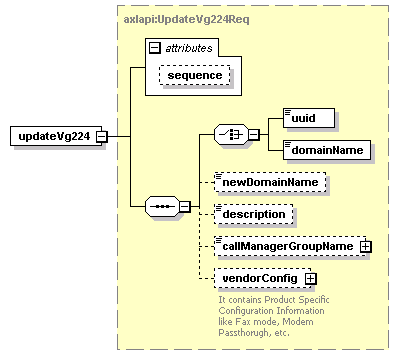 axlapi:UpdateVg224Req
attributes
sequence
updateVg224
uuid
domainName
newDomainName
description
callManagerGroupName
vendorConfig
It contains Product Specific
Configuration Information
like Fax mode, Modem
Passthorugh, etc.